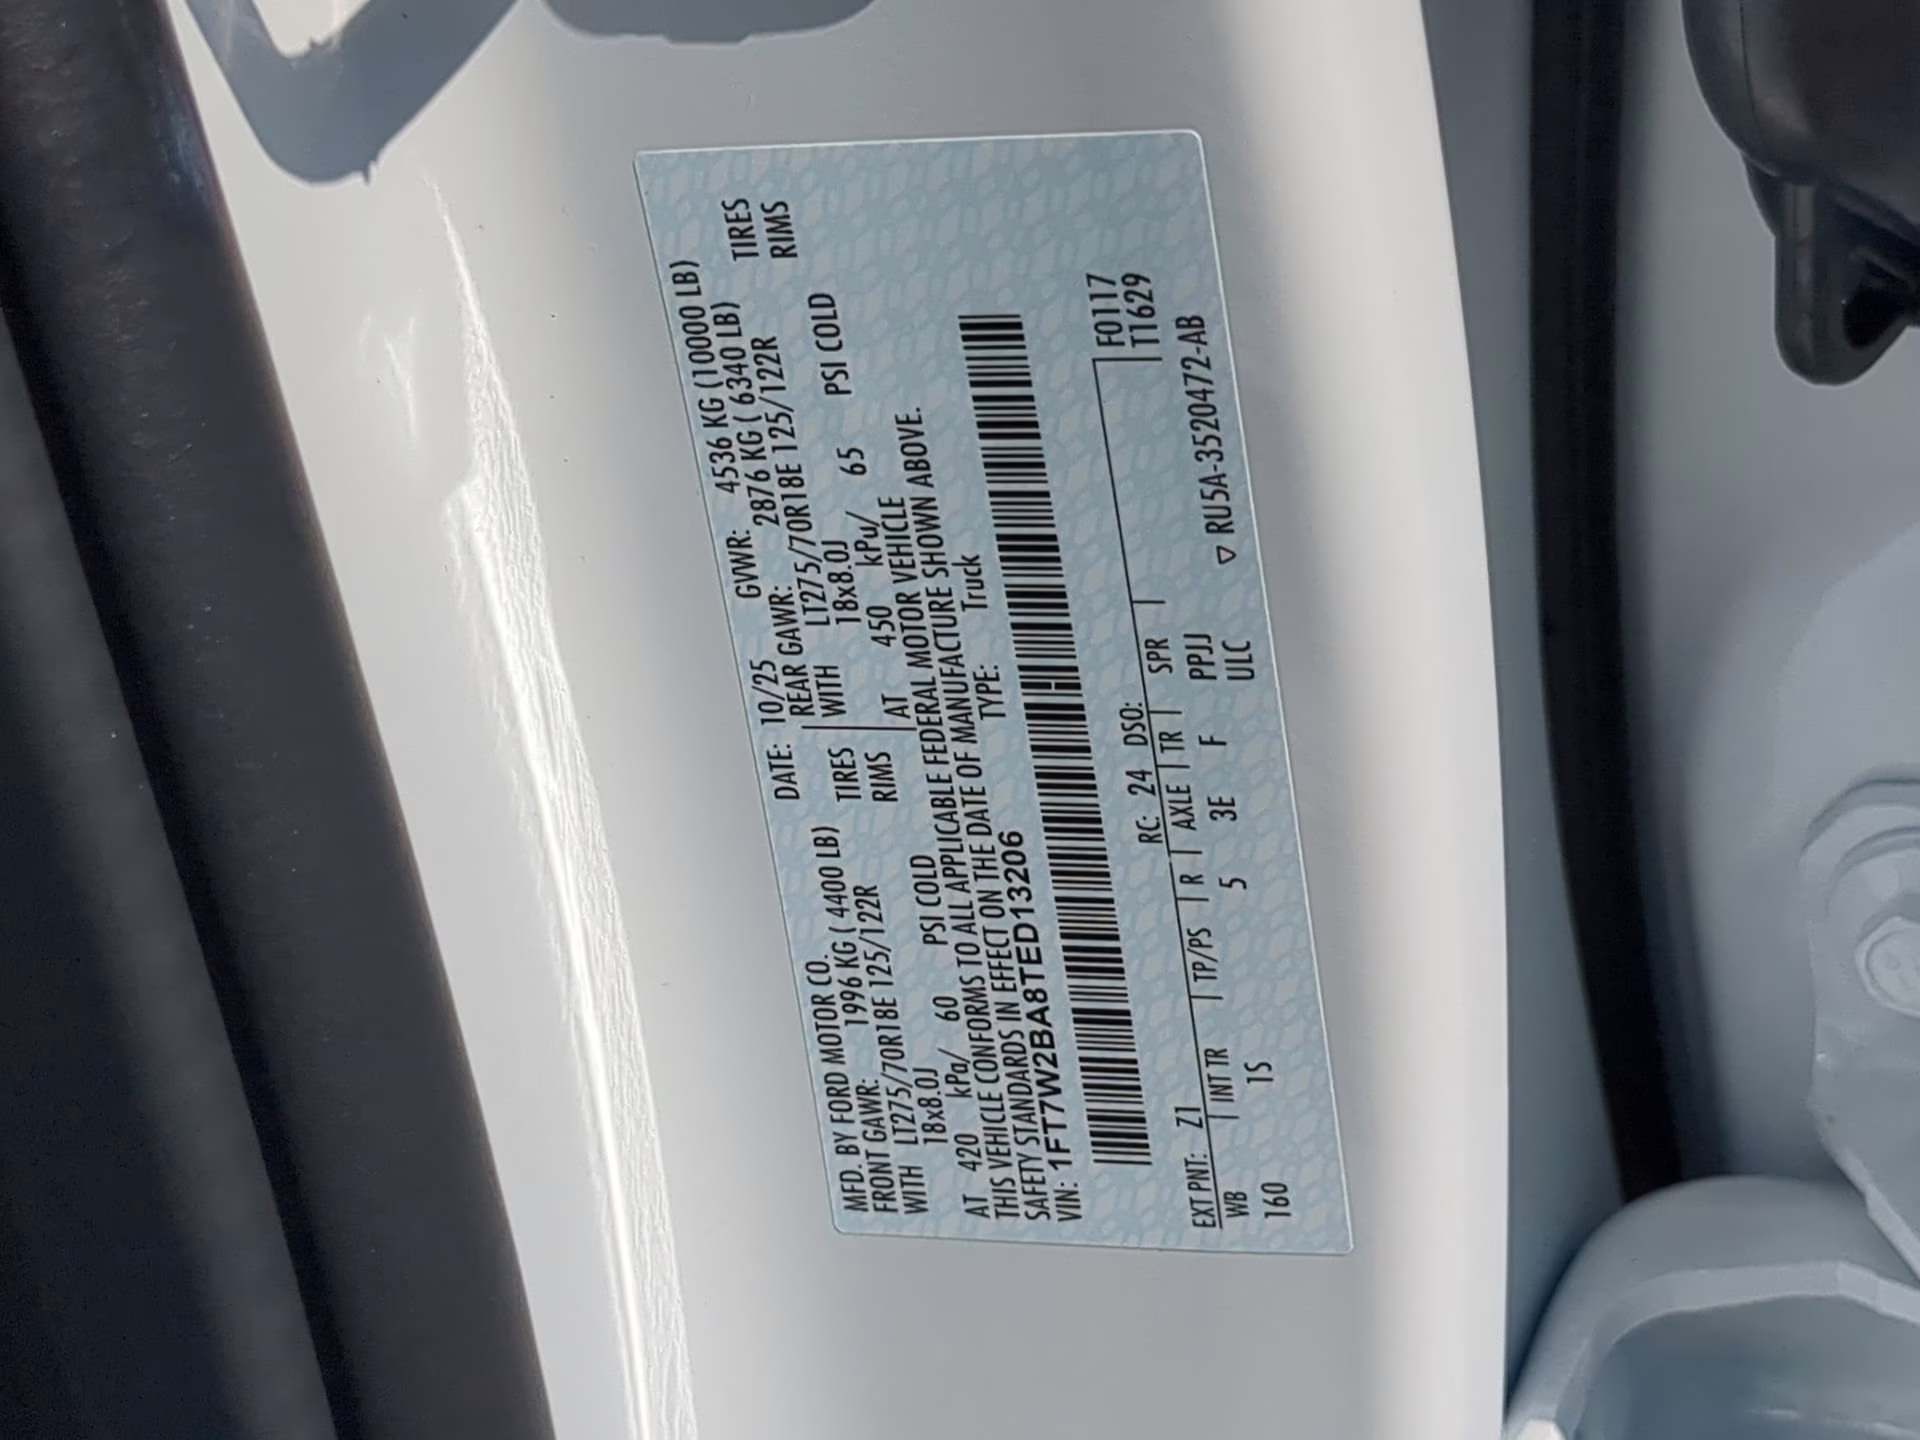 MFD. BY FORD MOTOR CO. DATE: 10/25 GVWR: 4536 KG (10000 LB)
FRONT GAWR: 1996 KG ( 4400 LB) REAR GAWR: 2876 KG ( 6340 LB)
WITH LT275/70R18E 125/122R TIRES WITH LT275/70R18E 125/122R TIRES
18x8.0J RIMS 18x8.0J RIMS
AT 420 kPa/ 60 PSI COLD AT 450 kPa/ 65 PSI COLD
THIS VEHICLE CONFORMS TO ALL APPLICABLE FEDERAL MOTOR VEHICLE
SAFETY STANDARDS IN EFFECT ON THE DATE OF MANUFACTURE SHOWN ABOVE.
VIN: 1FT7W2BA8TED13206 TYPE: Truck
EXT PNT: Z1 RC: 24 DSO: F0117
WB INT TR TP/PS R AXLE TR SPR T1629
160 1S 5 3E F PPJJ
ULC ▽ RU5A-3520472-AB